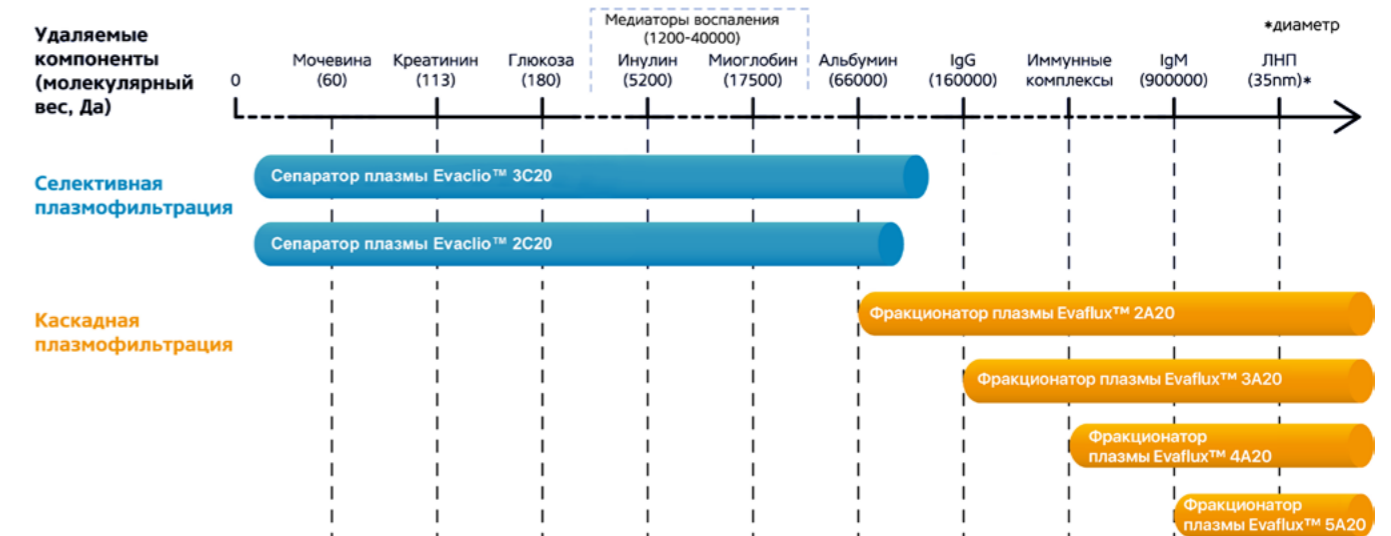 Удаляемые
компоненты
(молекулярный
вес, Да)
Медиаторы воспаления
(1200-40000)
*диаметр
0
Мочевина
(60)
Креатинин
(113)
Глюкоза
(180)
Инулин
(5200)
Миоглобин
(17500)
Альбумин
(66000)
IgG
(160000)
Иммунные
комплексы
IgM
(900000)
ЛНП
(35nm)*
Селективная
плазмофильтрация
Сепаратор плазмы Evaclio™ 3C20
Сепаратор плазмы Evaclio™ 2C20
Каскадная
плазмофильтрация
Фракционатор плазмы Evaflux™ 2A20
Фракционатор плазмы Evaflux™ 3A20
Фракционатор
плазмы Evaflux™ 4A20
Фракционатор
плазмы Evaflux™ 5A20